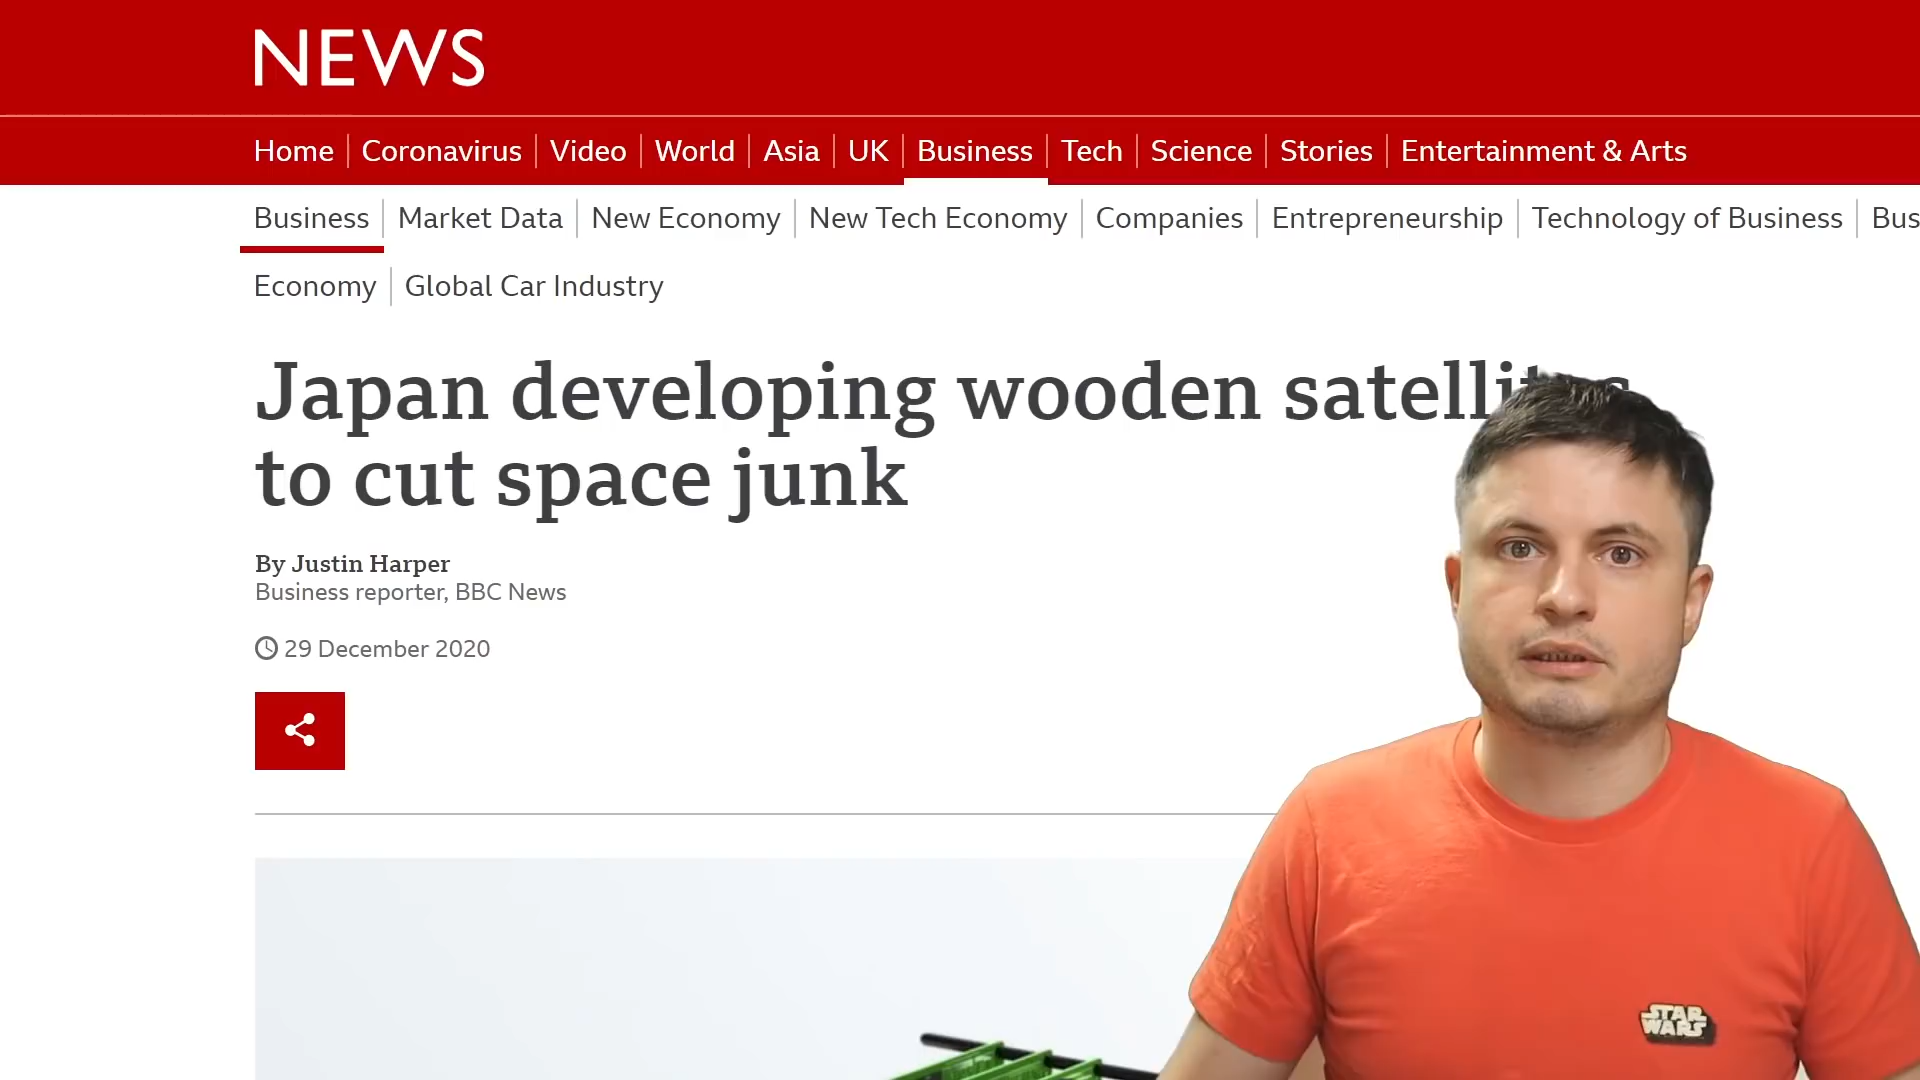 NEWS
Home Coronavirus Video World Asia UK Business Tech Science Stories Entertainment & Arts
Business Market Data New Economy New Tech Economy Companies Entrepreneurship Technology of Business Bus
Economy Global Car Industry
Japan developing wooden satellites
to cut space junk
By Justin Harper
Business reporter, BBC News
29 December 2020
STAR
WARS